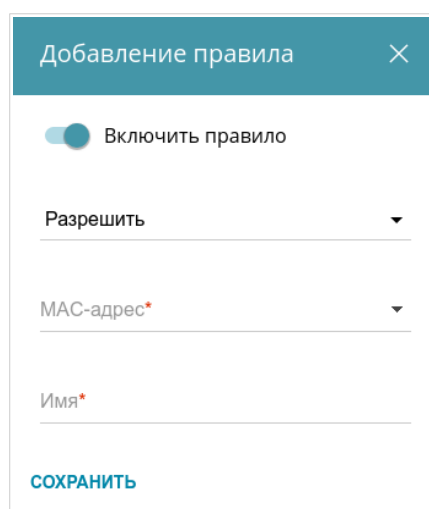 Добавление правила
Включить правило
Разрешить
MAC-адрес*
Имя*
СОХРАНИТЬ